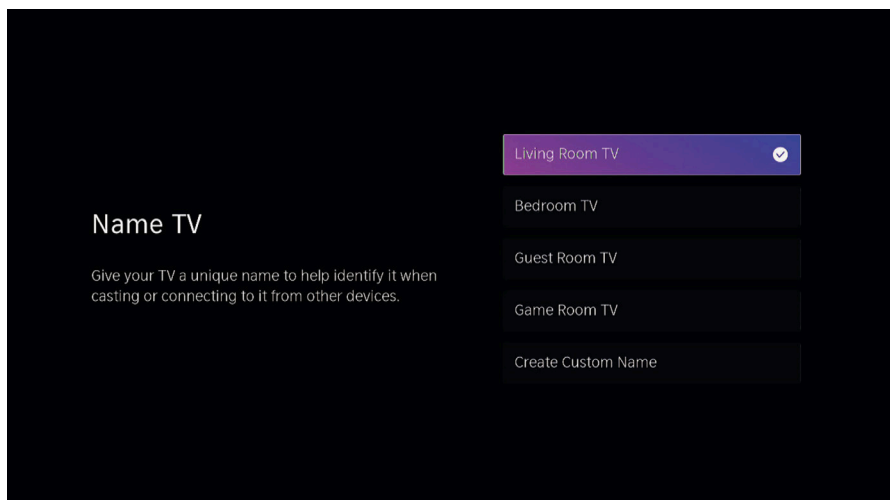 Name TV
Give your TV a unique name to help identify it when
casting or connecting to it from other devices.
Living Room TV
Bedroom TV
Guest Room TV
Game Room TV
Create Custom Name